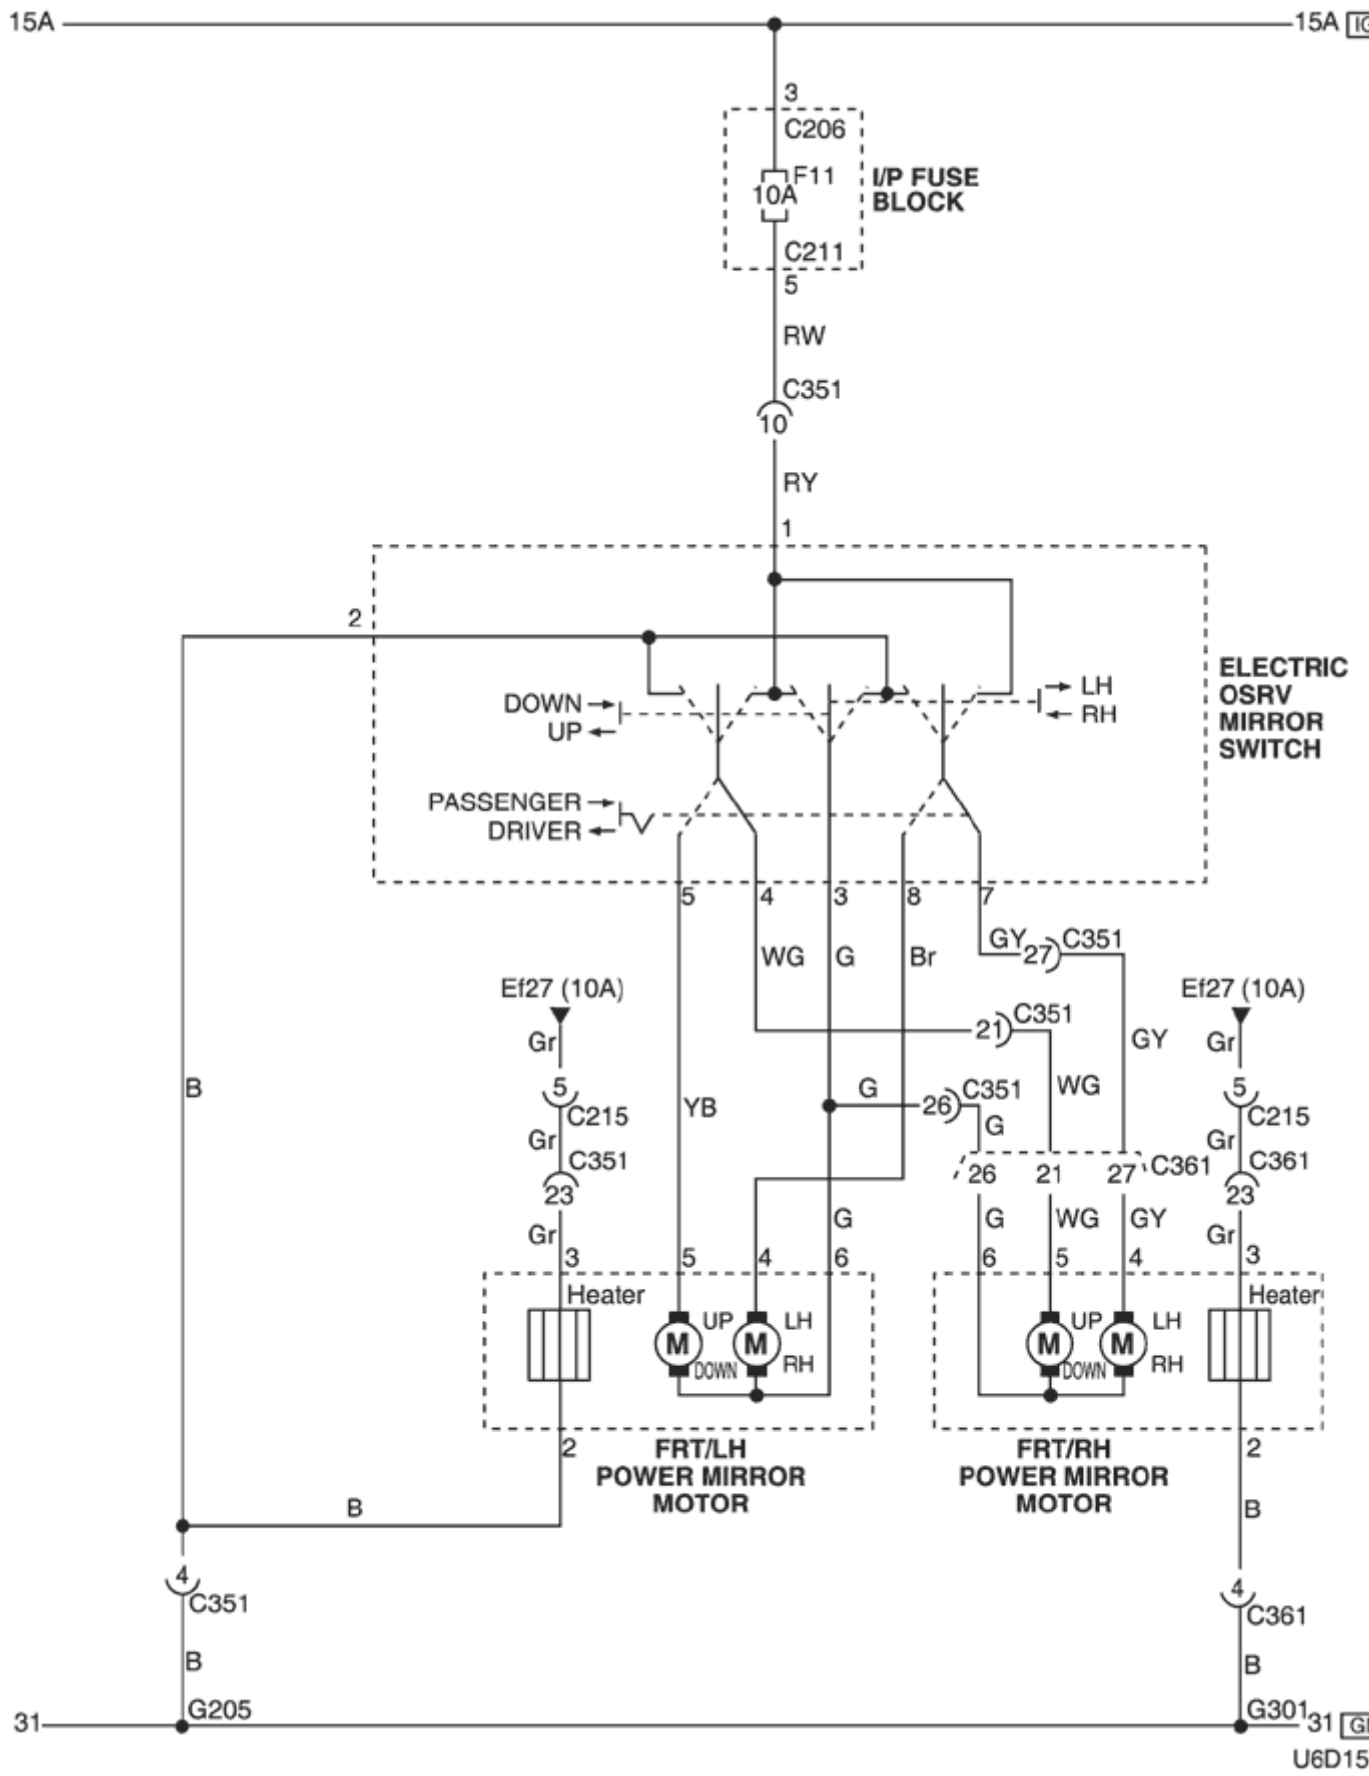 15A 15A
3
C206
F11
10A
I/P FUSE
BLOCK
C211
5
RW
C351
10
RY
1
2
ELECTRIC
OSRV
MIRROR
SWITCH
DOWN
UP
LH
RH
PASSENGER
DRIVER
5 4 3 8 7
WG G Br GY 27 C351
Ef27 (10A) Ef27 (10A)
Gr 21 C351 GY Gr
5 5
B YB G 26 C351 WG
C215 C215
Gr G Gr
C351 C361 C361
23 26 21 27 23
Gr G G WG GY Gr
3 5 4 6 6 5 4 3
Heater Heater
UP LH UP LH
M M M M
DOWN RH DOWN RH
2 2
FRT/LH
POWER MIRROR
MOTOR
FRT/RH
POWER MIRROR
MOTOR
B B
4 4
C351 C361
B B
G205 G301
31 31
U6D15